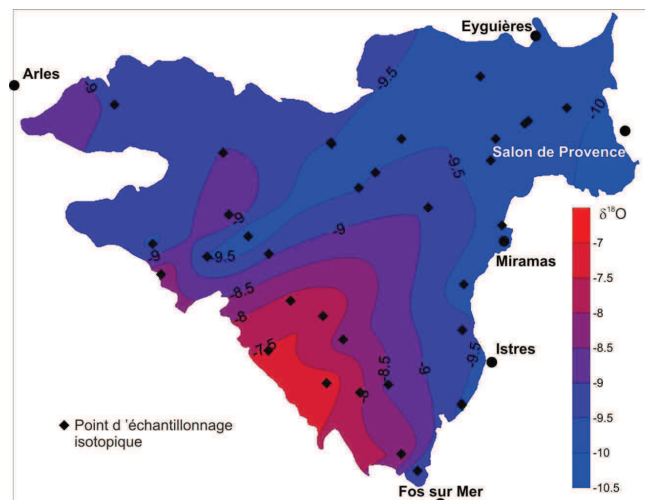 Eyguières
Arles
-9.5
-9
-10
Salon de Provence
-9.5
δ18O
-9
-9
-7
-9
-9.5
Miramas
-7.5
-8.5
-8
-8
-7.5
-8.5
-8.5
-9
-9.5
Istres
-9
-8
-9.5
Point d 'échantillonnage
isotopique
-10
Fos sur Mer
-10.5